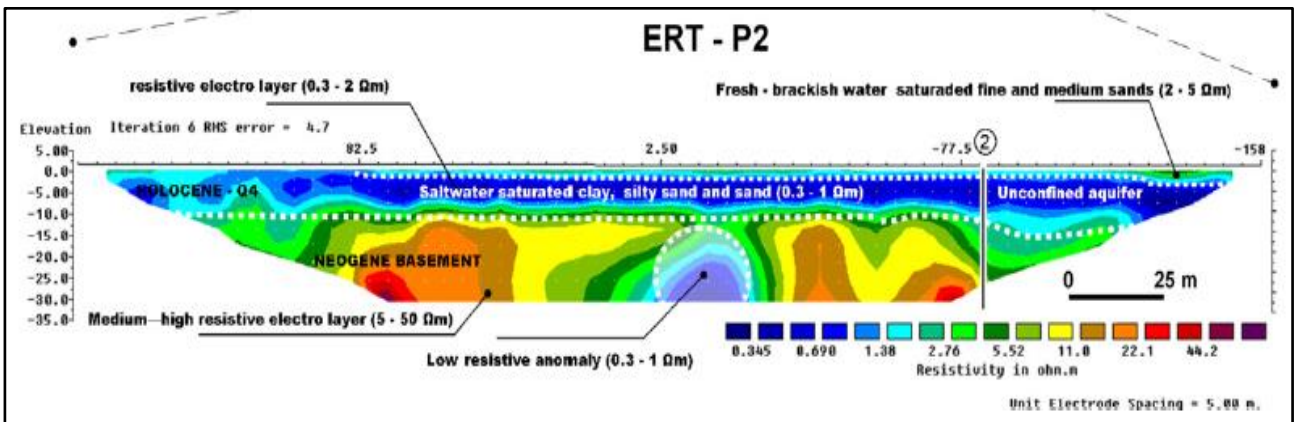 ERT - P2
resistive electro layer (0.3 - 2 Ωm)
Fresh - brackish water saturaded fine and medium sands (2 - 5 Ωm)
Elevation Iteration 6 RMS error = 4.7
5.00 82.5 2.50 -77.5 ② -158
0.0
-5.00 HOLOCENE - Q4 Saltwater saturated clay, silty sand and sand (0.3 - 1 Ωm) Unconfined aquifer
-10.0
-15.0
-20.0 NEOGENE BASEMENT
-25.0 0 25 m
-30.0
-35.0
Medium—high resistive electro layer (5 - 50 Ωm)
Low resistive anomaly (0.3 - 1 Ωm)
0.345 0.690 1.38 2.76 5.52 11.0 22.1 44.2
Resistivity in ohm.m
Unit Electrode Spacing = 5.00 m.